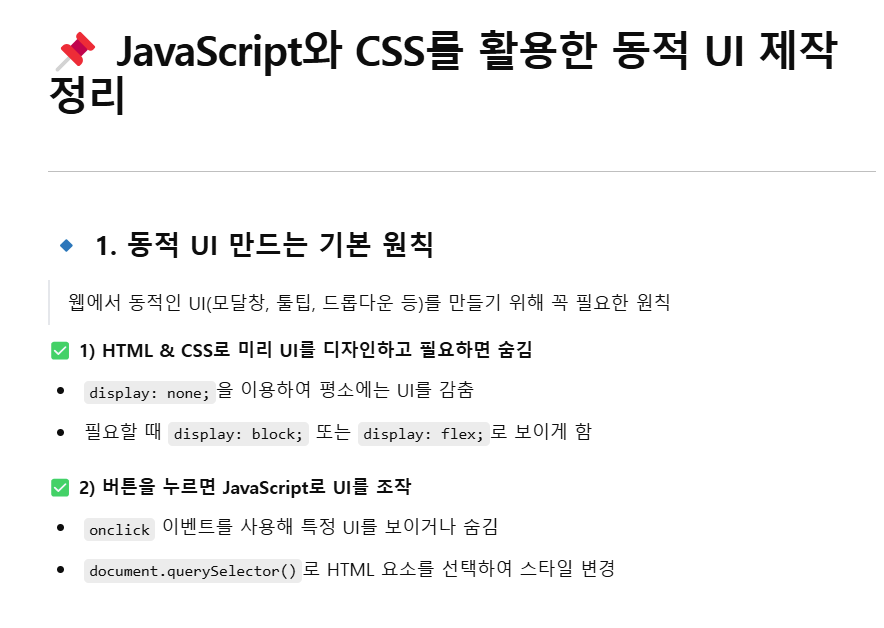 📌 JavaScript와 CSS를 활용한 동적 UI 제작
정리
🔹 1. 동적 UI 만드는 기본 원칙
웹에서 동적인 UI(모달창, 툴팁, 드롭다운 등)를 만들기 위해 꼭 필요한 원칙
✅ 1) HTML & CSS로 미리 UI를 디자인하고 필요하면 숨김
• display: none;을 이용하여 평소에는 UI를 감춤
• 필요할 때 display: block; 또는 display: flex;로 보이게 함
✅ 2) 버튼을 누르면 JavaScript로 UI를 조작
• onclick 이벤트를 사용해 특정 UI를 보이거나 숨김
• document.querySelector()로 HTML 요소를 선택하여 스타일 변경